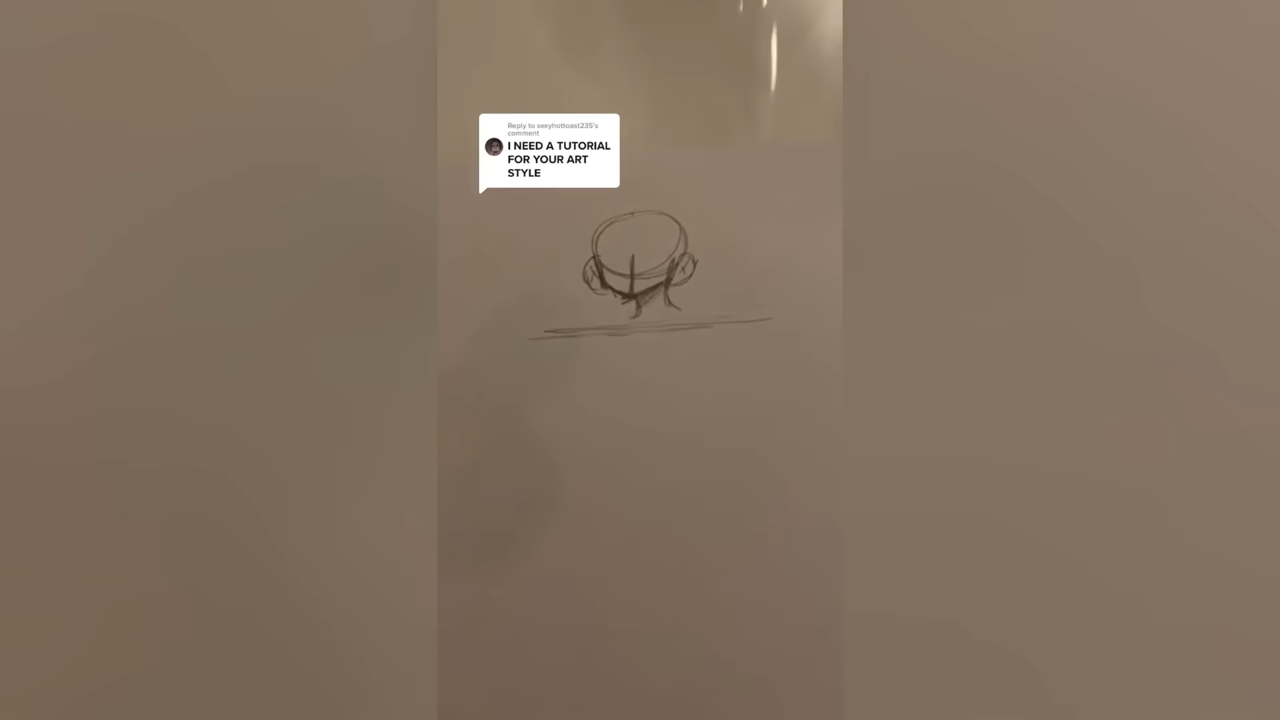 Reply to sexyhottoast235's
comment
I NEED A TUTORIAL
FOR YOUR ART
STYLE